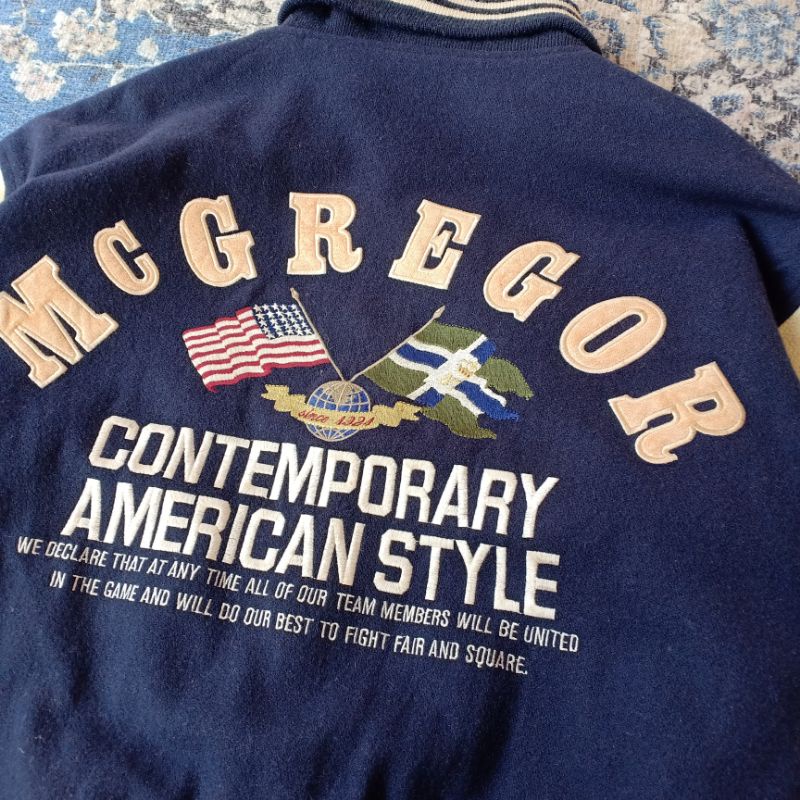 McGREGOR
since 1921
CONTEMPORARY
AMERICAN STYLE
WE DECLARE THAT AT ANY TIME ALL OF OUR TEAM MEMBERS WILL BE UNITED
IN THE GAME AND WILL DO OUR BEST TO FIGHT FAIR AND SQUARE.